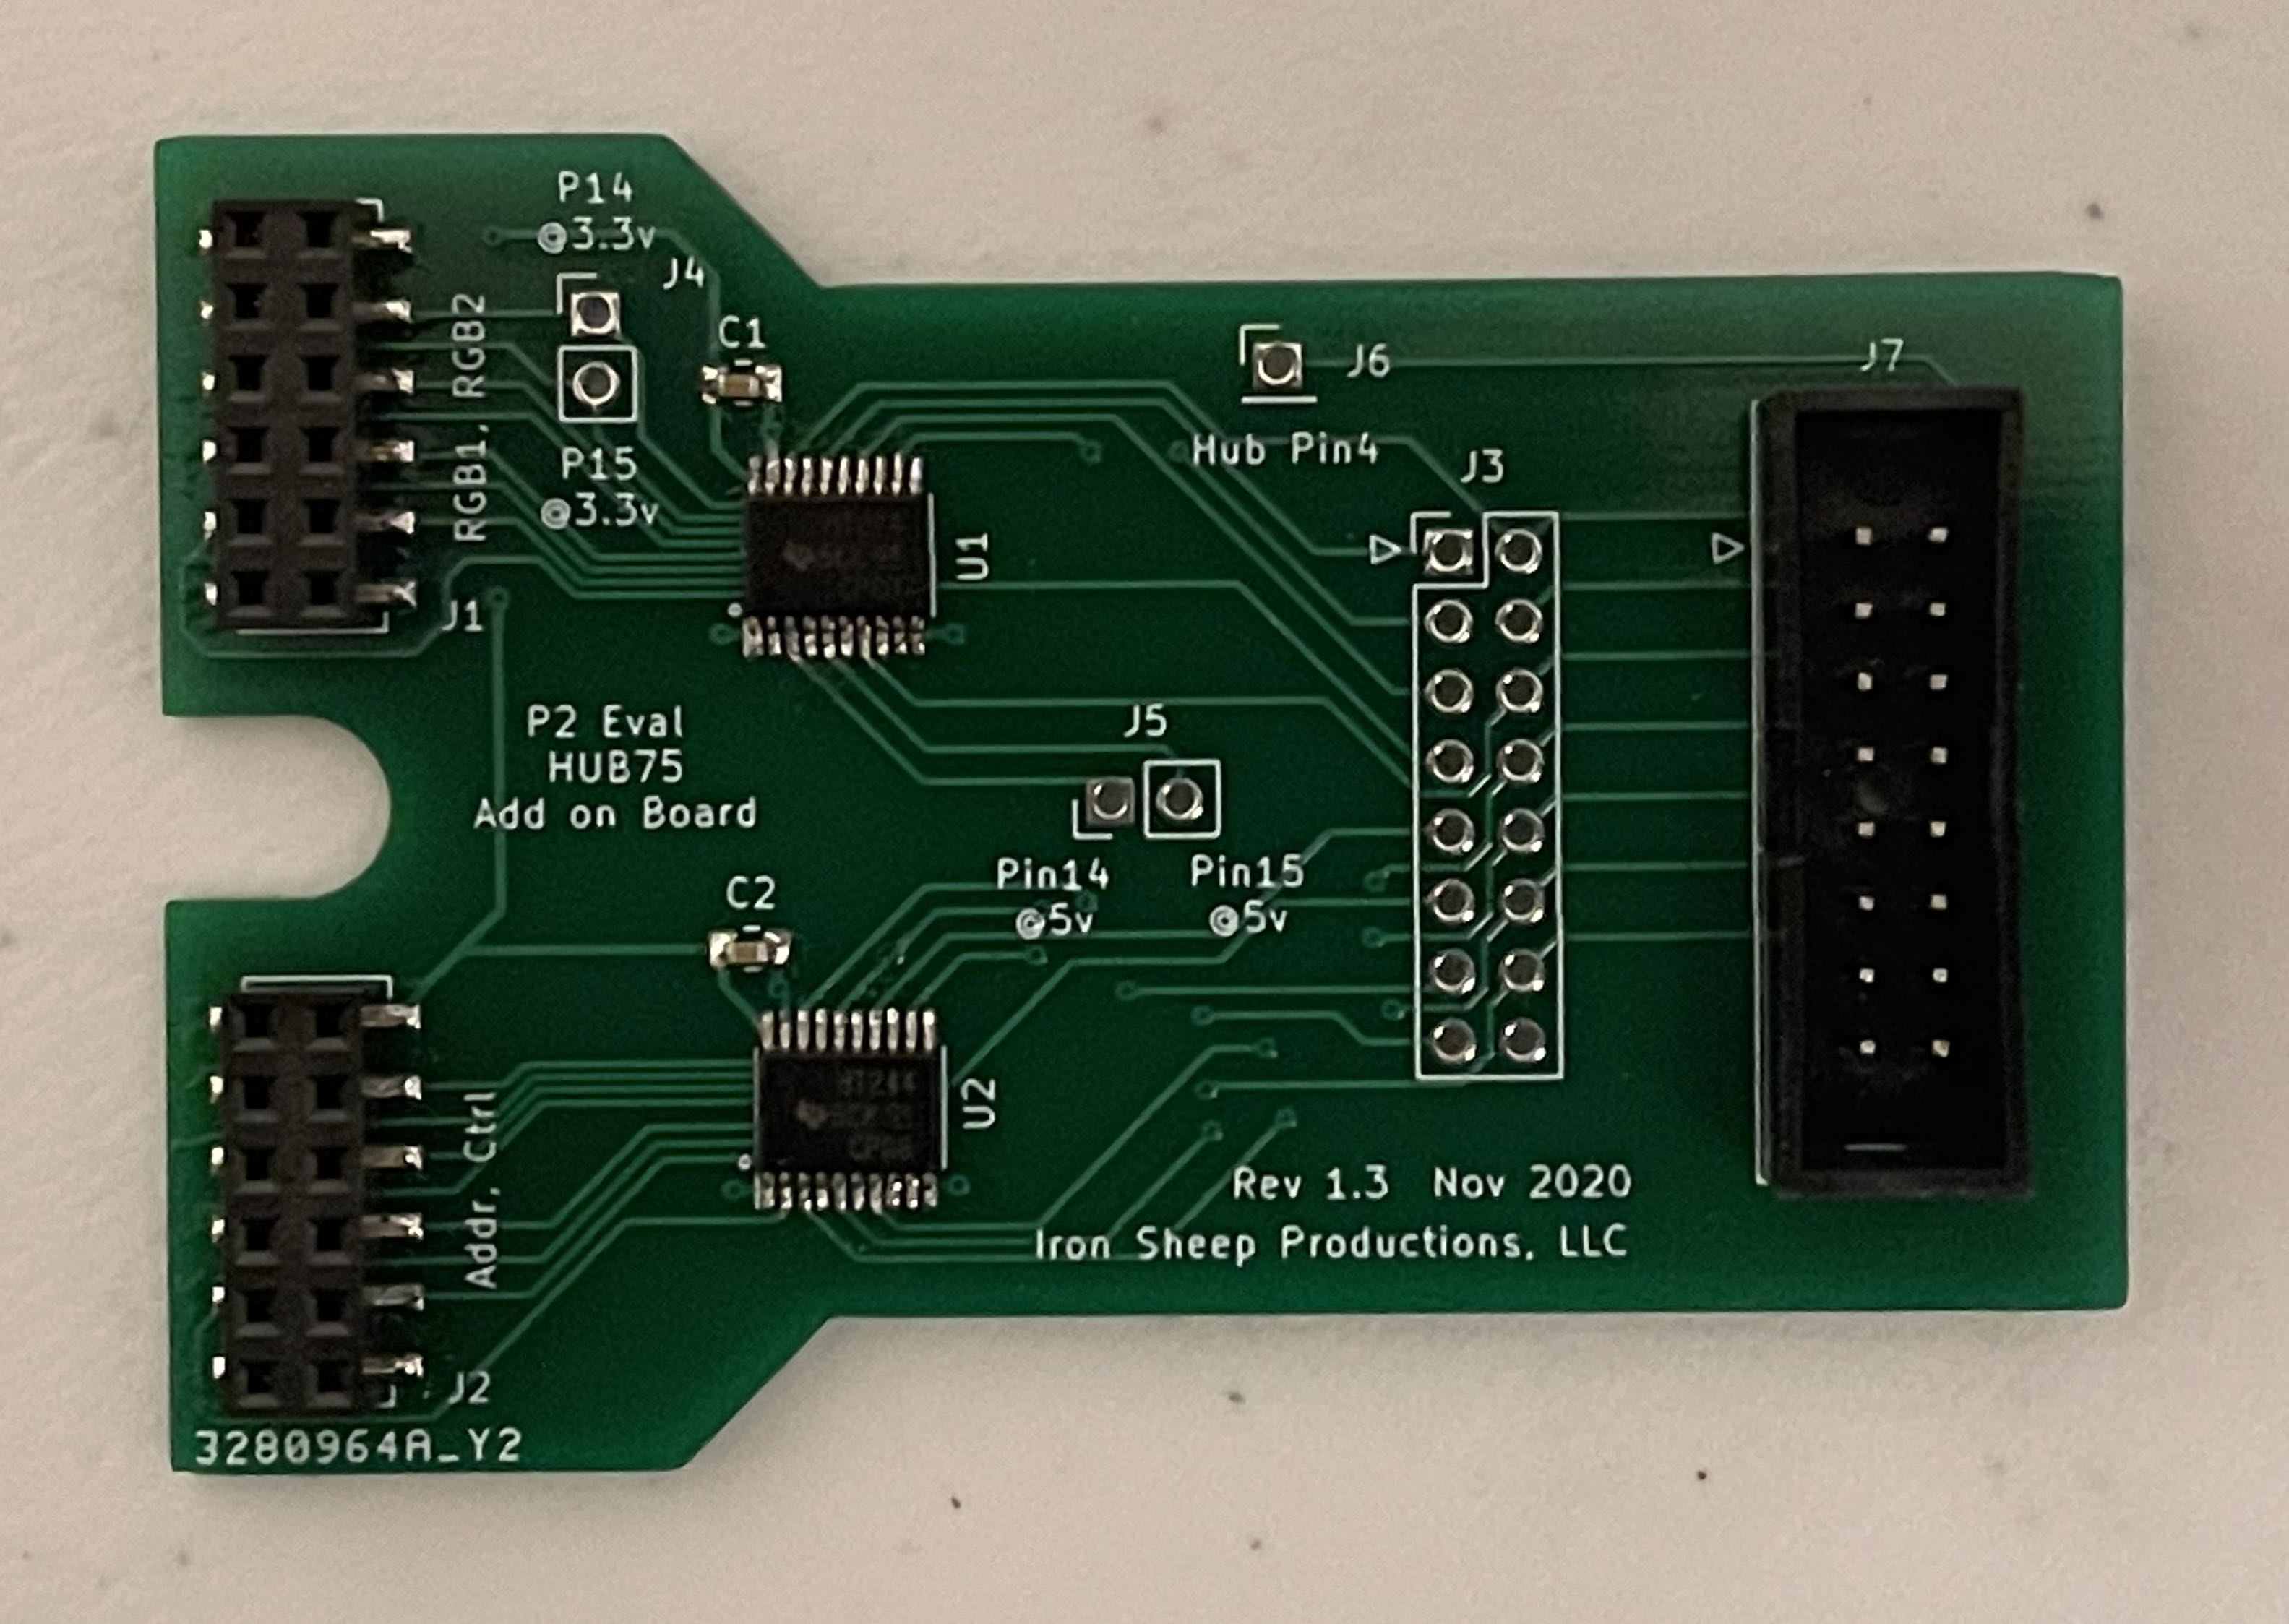 P14
@3.3v
J4
C1
RGB1, RGB2
P15
@3.3v
J1
U1
J6
Hub Pin4
J7
J3
P2 Eval
HUB75
Add on Board
J5
Pin14
@5v
Pin15
@5v
C2
U2
HT244
Addr, Ctrl
J2
3280964A_Y2
Rev 1.3 Nov 2020
Iron Sheep Productions, LLC